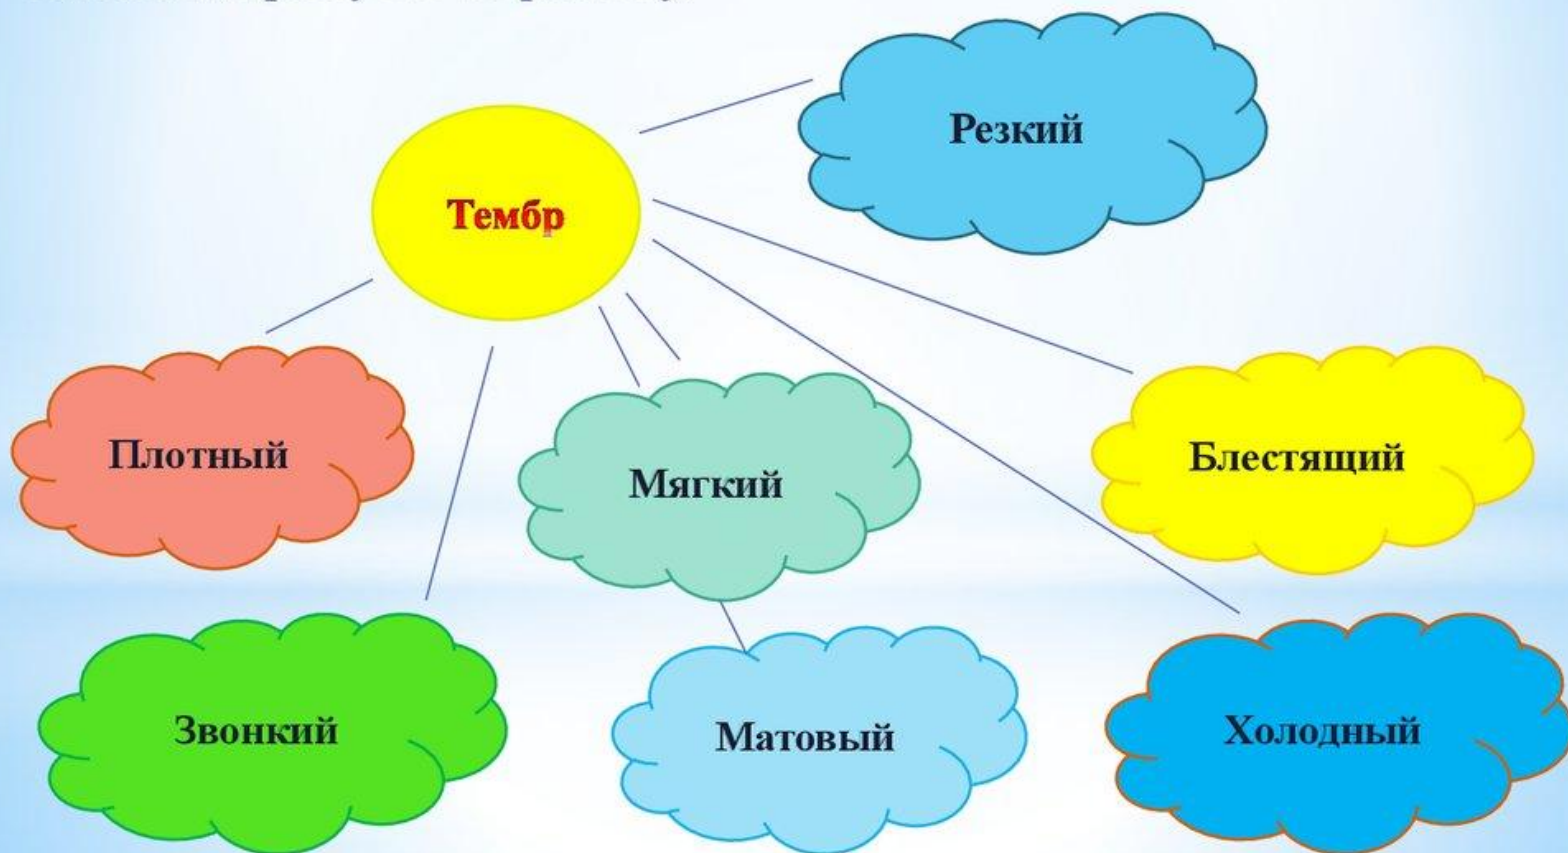 Резкий
Тембр
Плотный
Мягкий
Блестящий
Звонкий
Матовый
Холодный